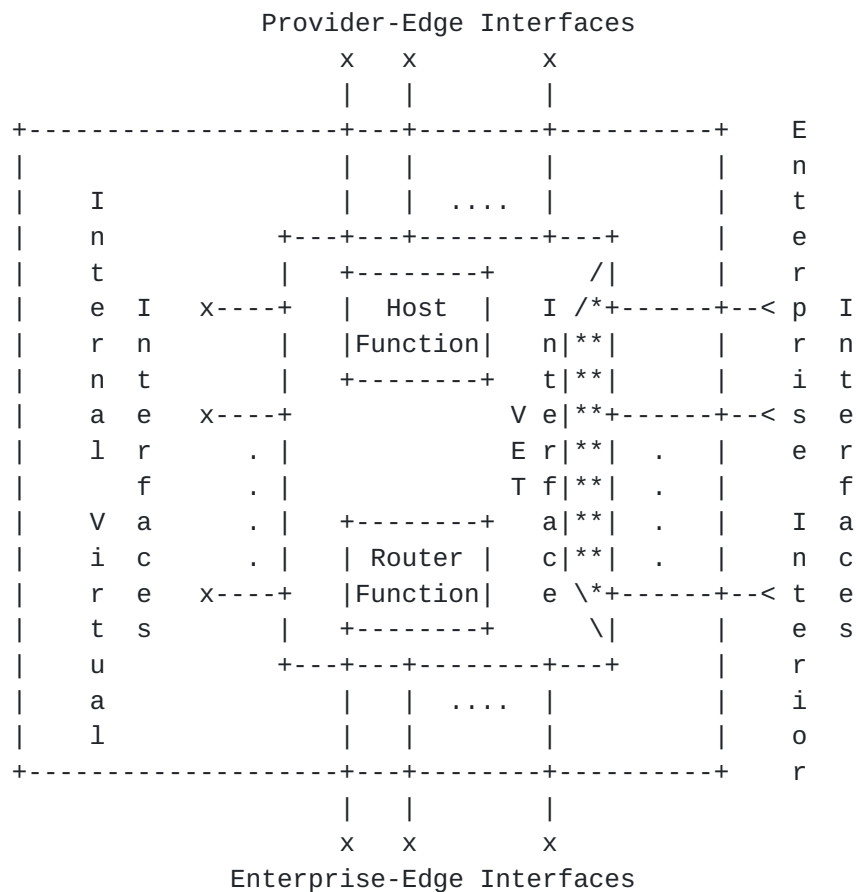 Provider-Edge Interfaces
Internal Virtual
Interfaces
Host
Function
VET
Interface
Router
Function
Enterprise Interior
Interfaces
Enterprise-Edge Interfaces